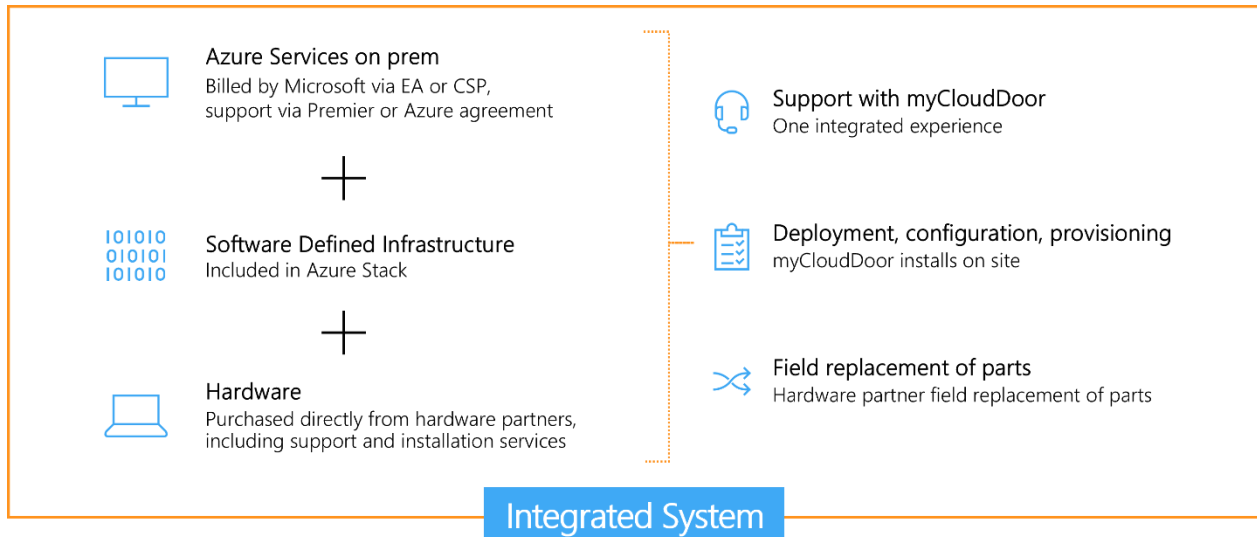 Azure Services on prem
Billed by Microsoft via EA or CSP,
support via Premier or Azure agreement
101010
010101
101010
Software Defined Infrastructure
Included in Azure Stack
Hardware
Purchased directly from hardware partners,
including support and installation services
Support with myCloudDoor
One integrated experience
Deployment, configuration, provisioning
myCloudDoor installs on site
Field replacement of parts
Hardware partner field replacement of parts
Integrated System